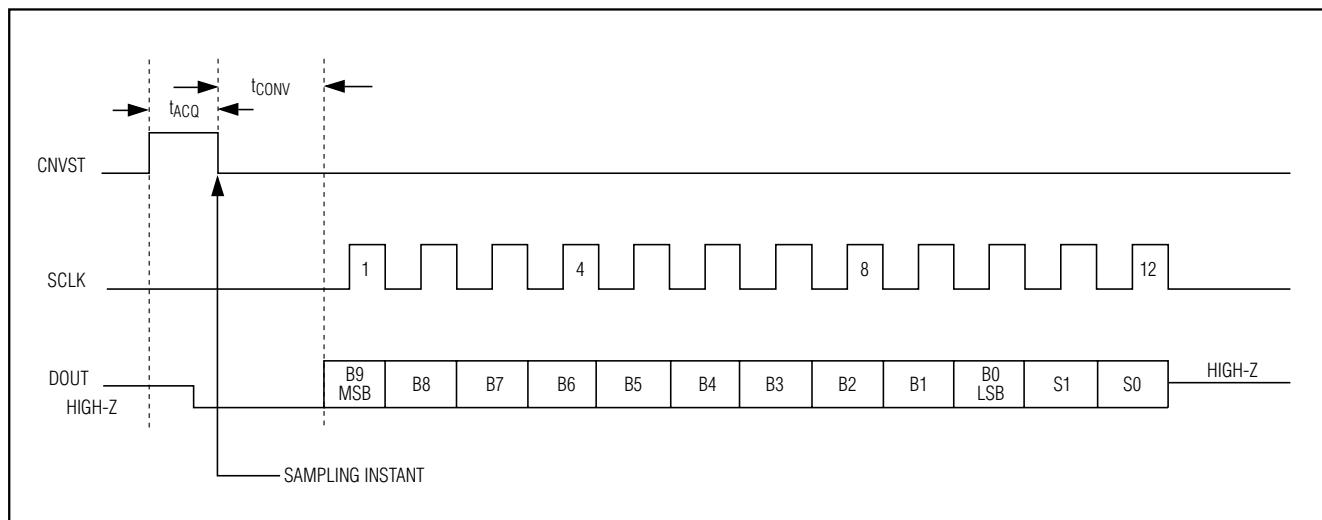 tCONV
tACQ
CNVST
SCLK
1
4
8
12
DOUT
HIGH-Z
B9
MSB
B8
B7
B6
B5
B4
B3
B2
B1
B0
LSB
S1
S0
HIGH-Z
SAMPLING INSTANT